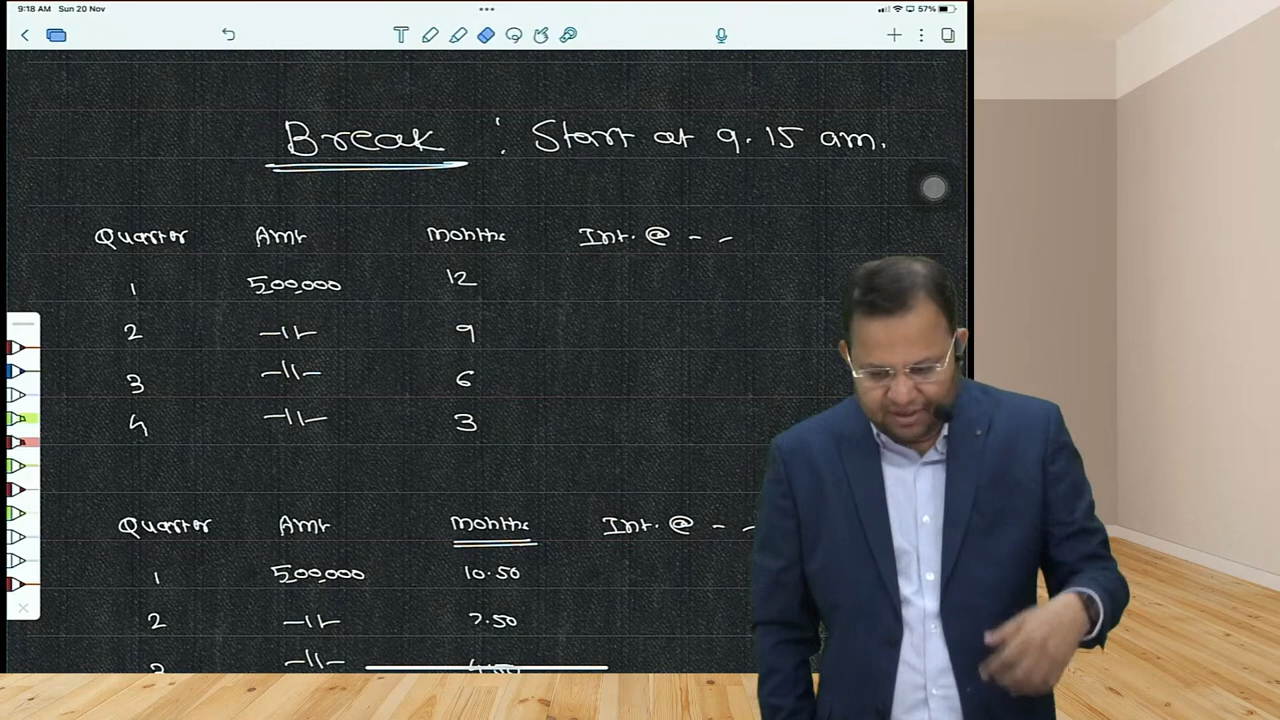 9:18 AM Sun 20 Nov
57%
Break : Start at 9.15 am.
Quarter Amt Months Int. @ - -
1 500,000 12
2 -11- 9
3 -11- 6
4 -11- 3
Quarter Amt Months Int. @ - -
1 500,000 10.50
2 -11- 7.50
3 -11-